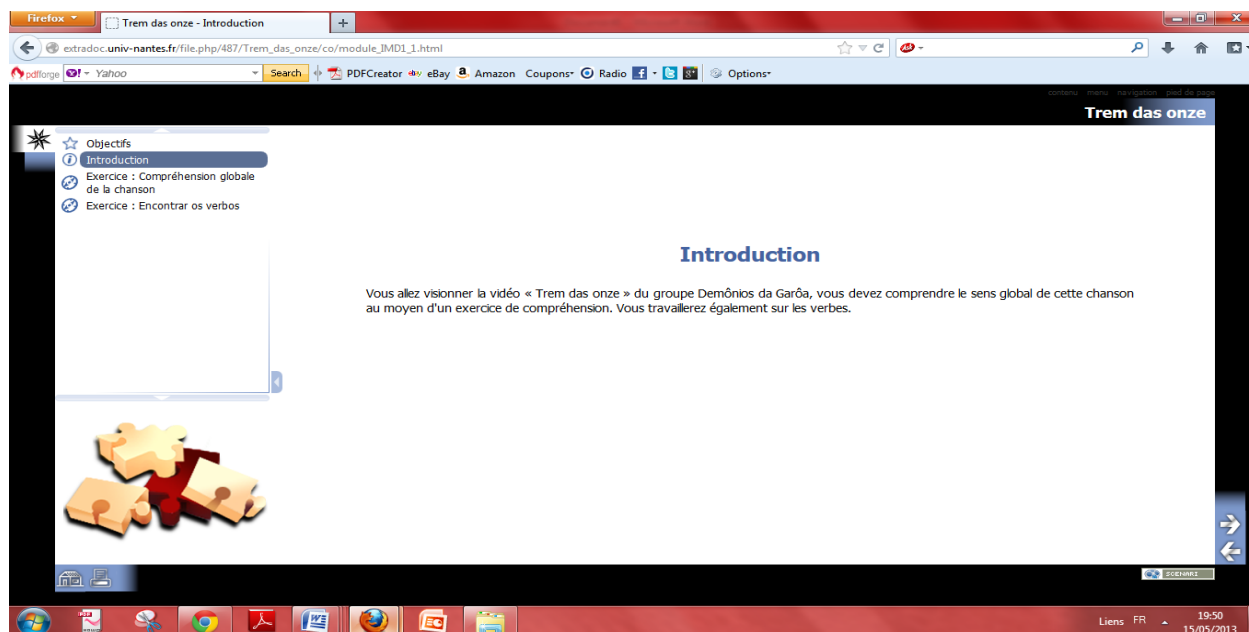 Firefox
Trem das onze - Introduction
extradoc.univ-nantes.fr/file.php/487/Trem_das_onze/co/module_IMD1_1.html
pdfforge Yahoo Search PDFCreator eBay Amazon Coupons Radio Options
contenu menu navigation pied de page
Trem das onze
Objectifs
Introduction
Exercice : Compréhension globale
de la chanson
Exercice : Encontrar os verbos
Introduction
Vous allez visionner la vidéo « Trem das onze » du groupe Demônios da Garôa, vous devez comprendre le sens global de cette chanson
au moyen d'un exercice de compréhension. Vous travaillerez également sur les verbes.
SCENARI
Liens FR 19:50
15/05/2013